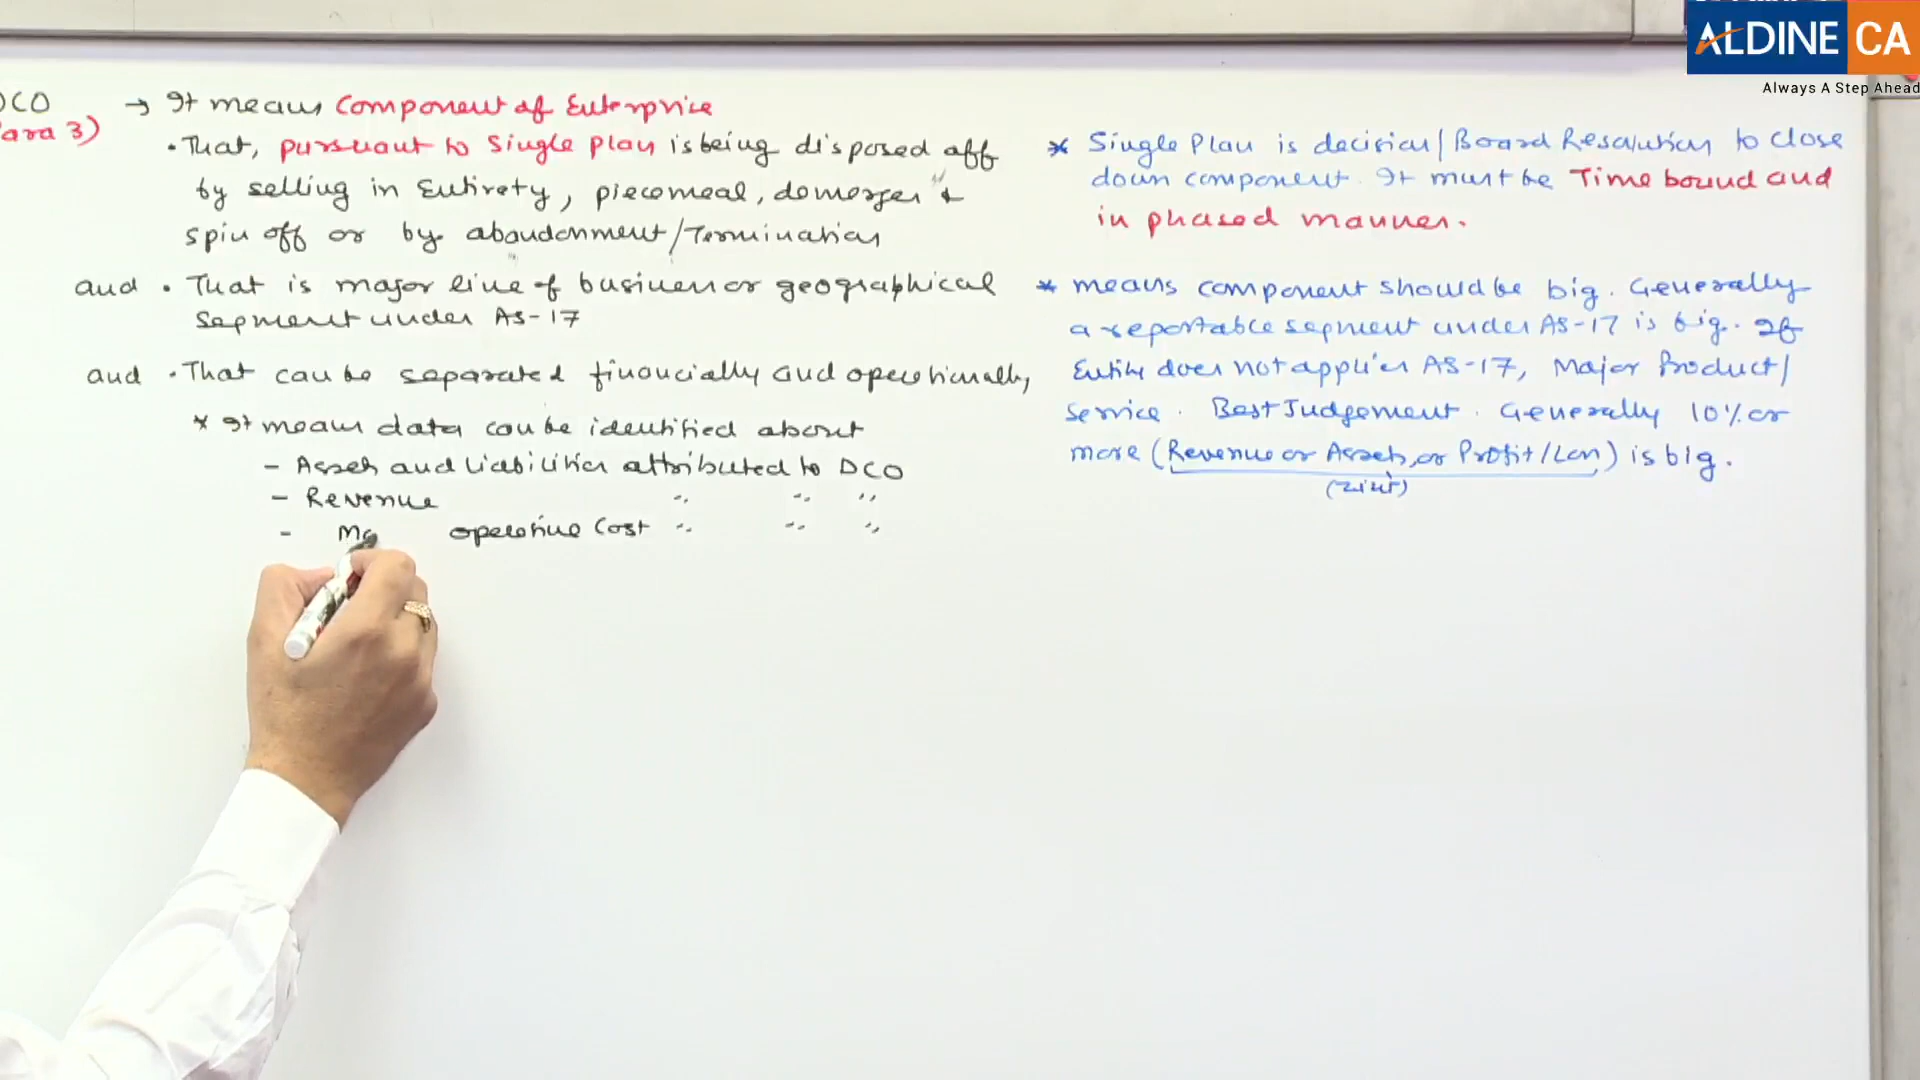 ALDINE CA
Always A Step Ahead
DCO → It means Component of Enterprice
(Para 3)
• That, pursuant to Single plan is being disposed off
by selling in Entirety, piecemeal, demerger &
spin off or by abandonment/Termination
and • That is major line of business or geographical
segment under AS-17
and • That can be separated financially and operationally
* It means data can be identified about
- Assets and liabilities attributed to DCO
- Revenue " " "
- Ma operative Cost " " "
* Single Plan is decision/Board Resolution to close
down component. It must be Time bound and
in phased manner.
* means component should be big. Generally
a reportable segment under AS-17 is big. If
Entity does not applies AS-17, Major Product/
Service. Best Judgement. Generally 10% or
more (Revenue or Assets, or Profit/Loss) is big.